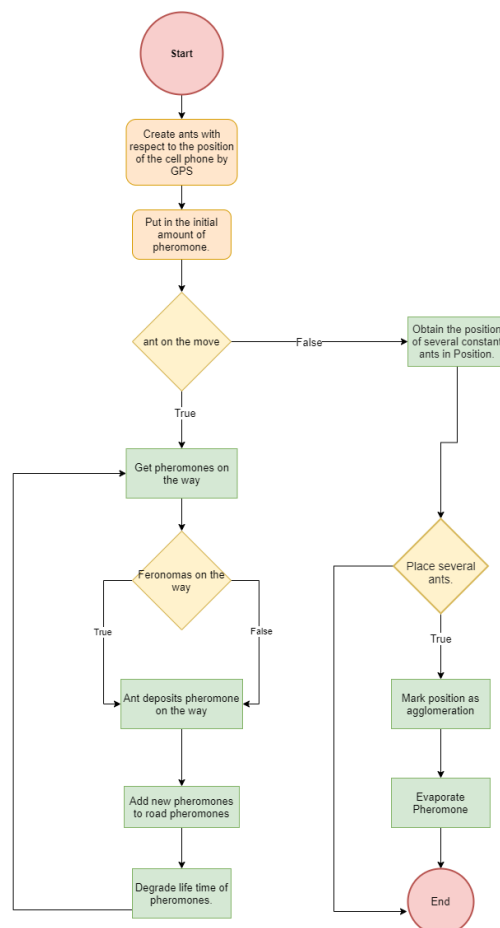 Start
Create ants with
respect to the position
of the cell phone by
GPS
Put in the initial
amount of
pheromone.
ant on the move
False
Obtain the position
of several constant
ants in Position.
True
Get pheromones on
the way
Feronomas on the
way
True
False
Place several
ants.
True
Ant deposits pheromone
on the way
Mark position as
agglomeration
Add new pheromones
to road pheromones
Evaporate
Pheromone
Degrade life time of
pheromones.
End